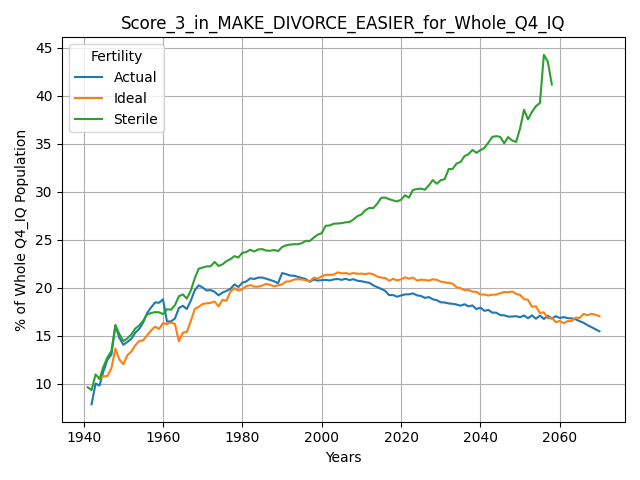 Score_3_in_MAKE_DIVORCE_EASIER_for_Whole_Q4_IQ
Fertility
Actual
Ideal
Sterile
% of Whole Q4_IQ Population
45
40
35
30
25
20
15
10
1940 1960 1980 2000 2020 2040 2060
Years